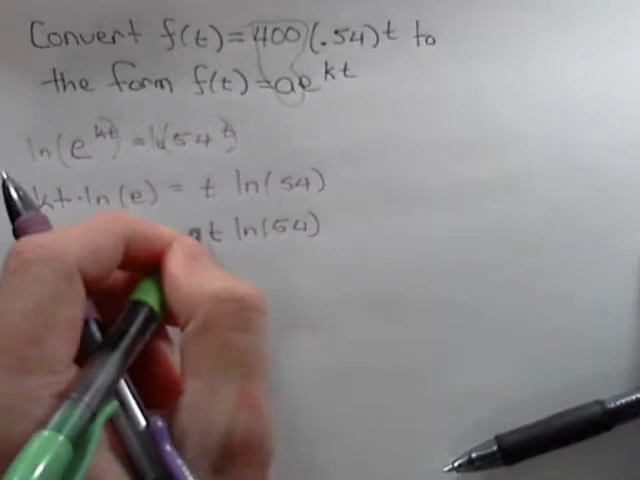 Convert f(t)=400(.54)t to
the form f(t)=ae^kt
ln(e^kt)=ln(54^t)
kt·ln(e) = t ln(54)
t ln(54)